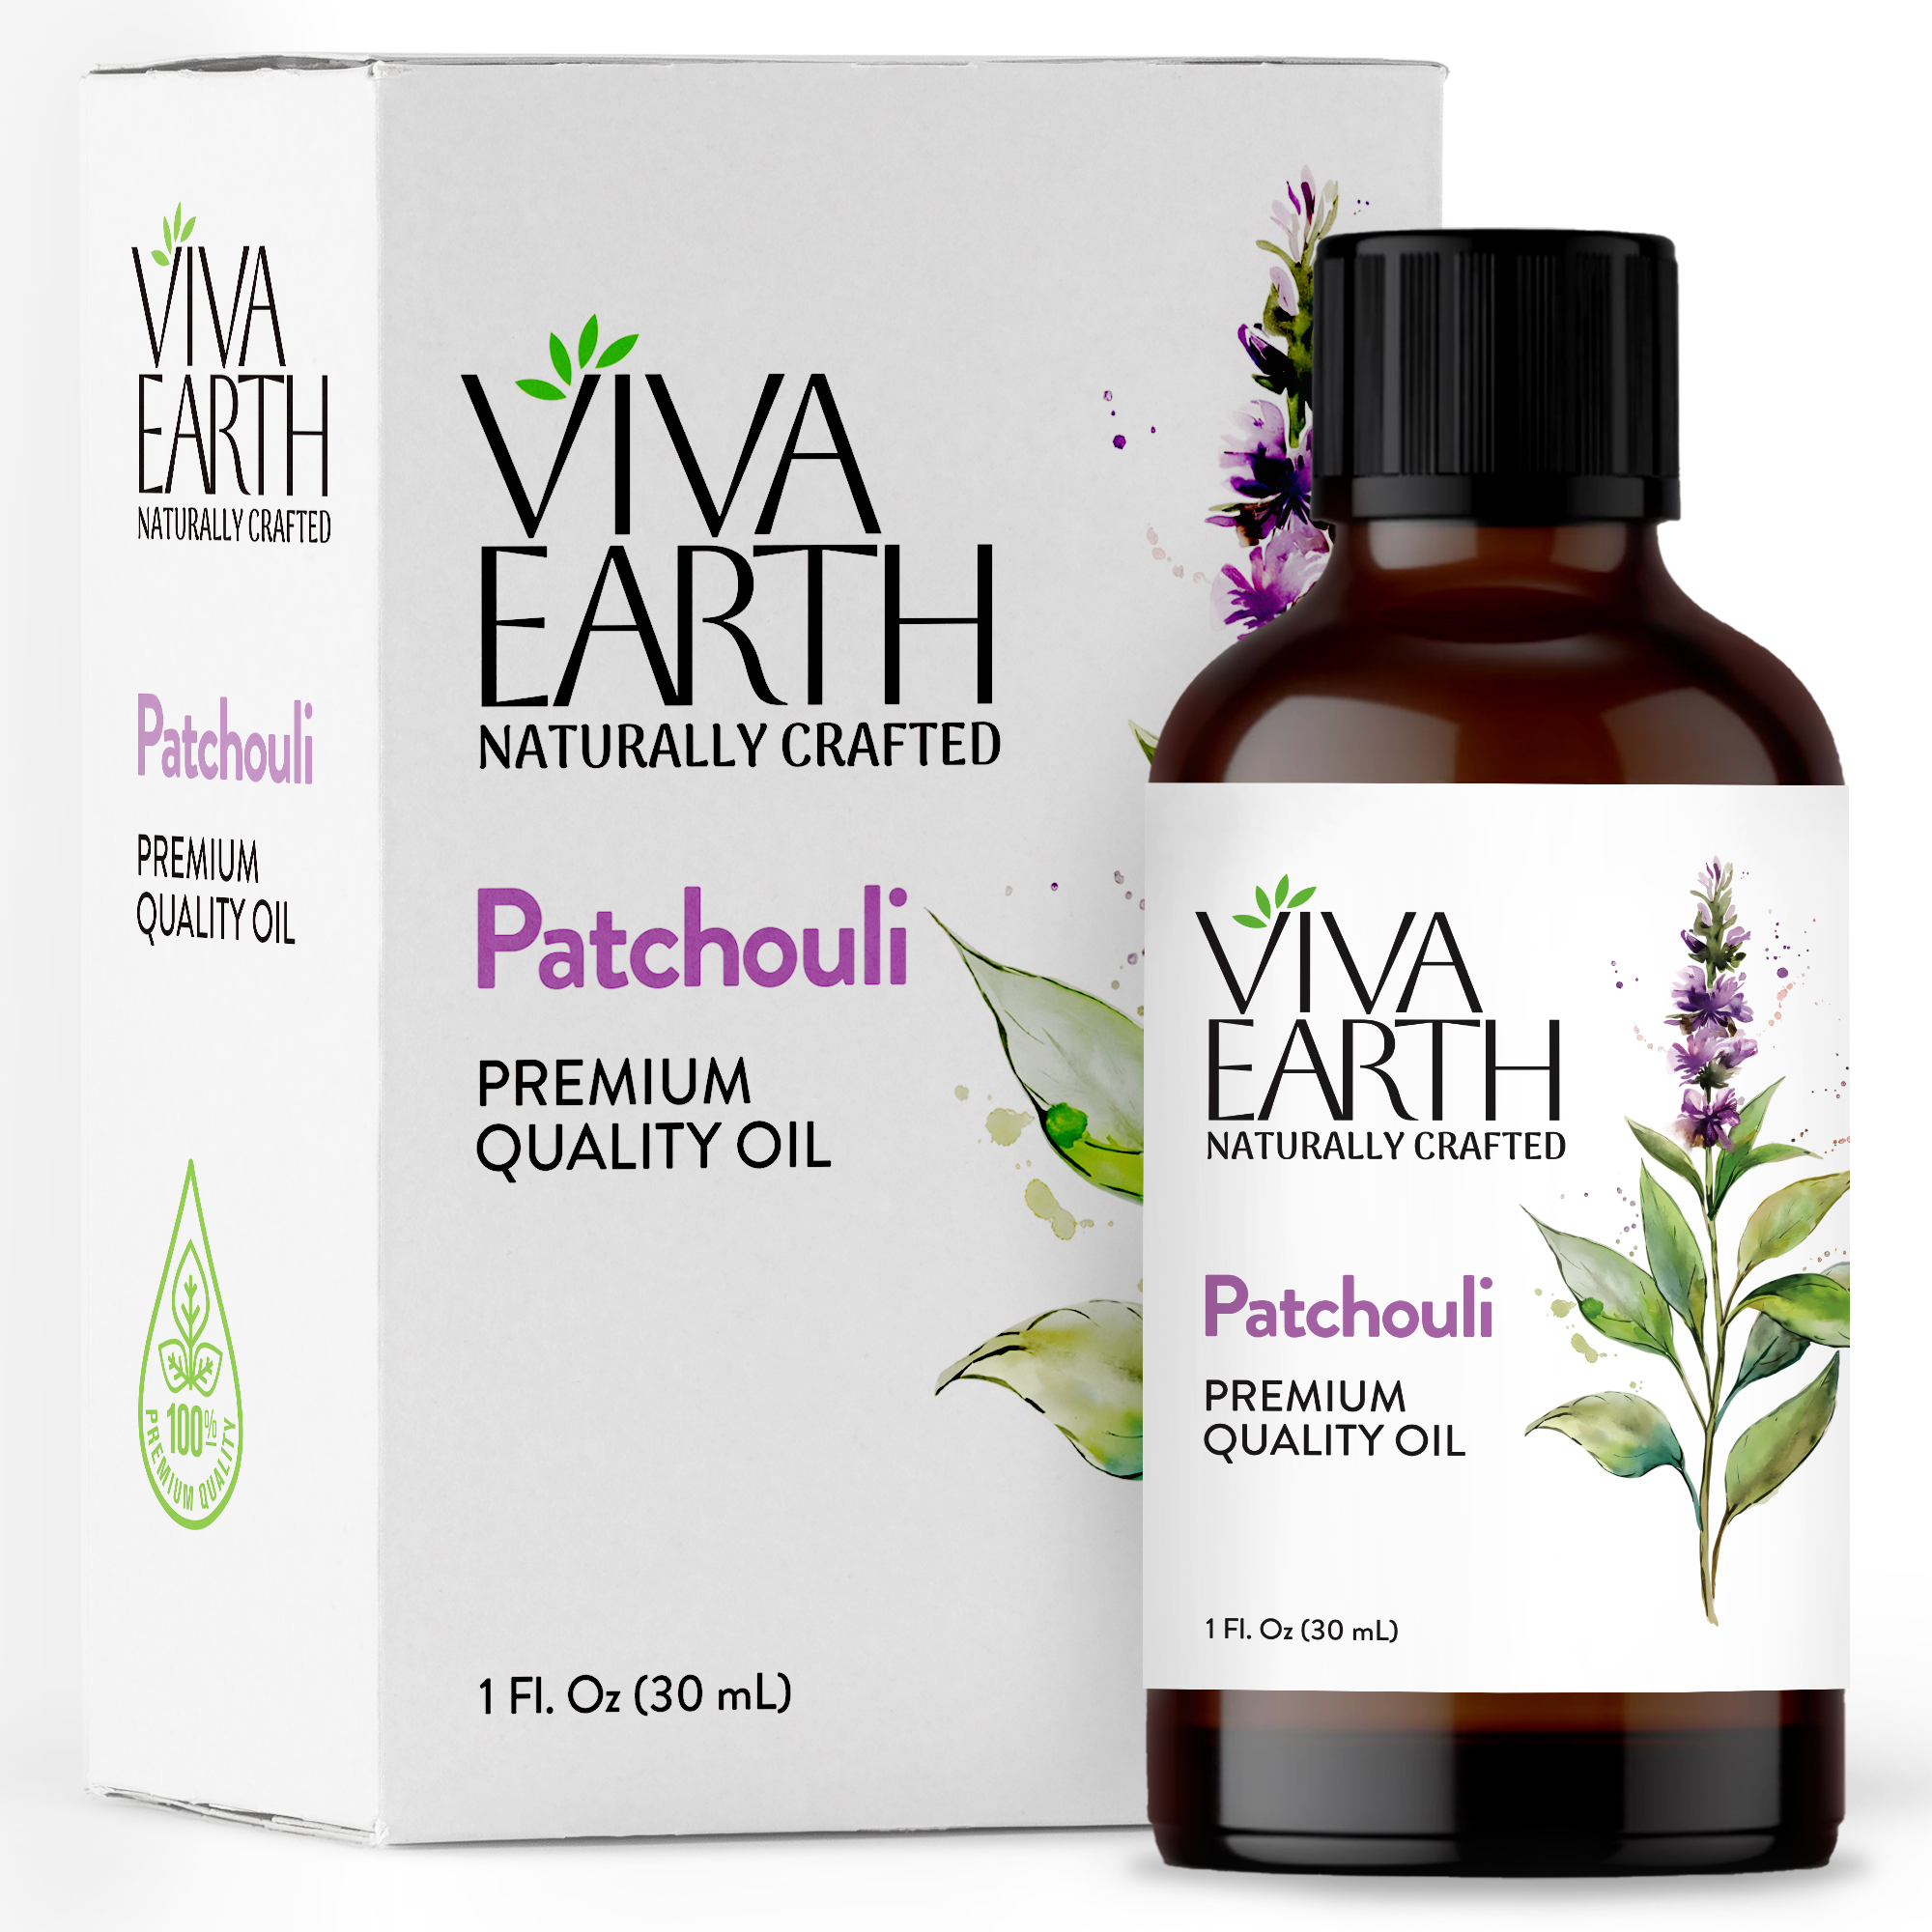 VIVA
EARTH
NATURALLY CRAFTED
Patchouli
PREMIUM
QUALITY OIL
100%
PREMIUM QUALITY
VIVA
EARTH
NATURALLY CRAFTED
Patchouli
PREMIUM
QUALITY OIL
1 Fl. Oz (30 mL)
VIVA
EARTH
NATURALLY CRAFTED
Patchouli
PREMIUM
QUALITY OIL
1 Fl. Oz (30 mL)